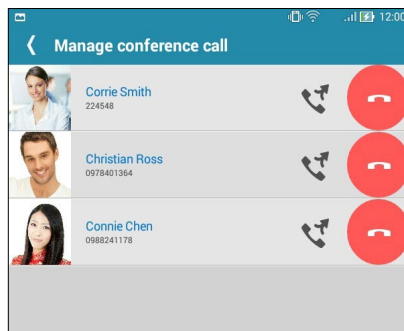 12:00
Manage conference call
Corrie Smith
224548
Christian Ross
0978401364
Connie Chen
0988241178